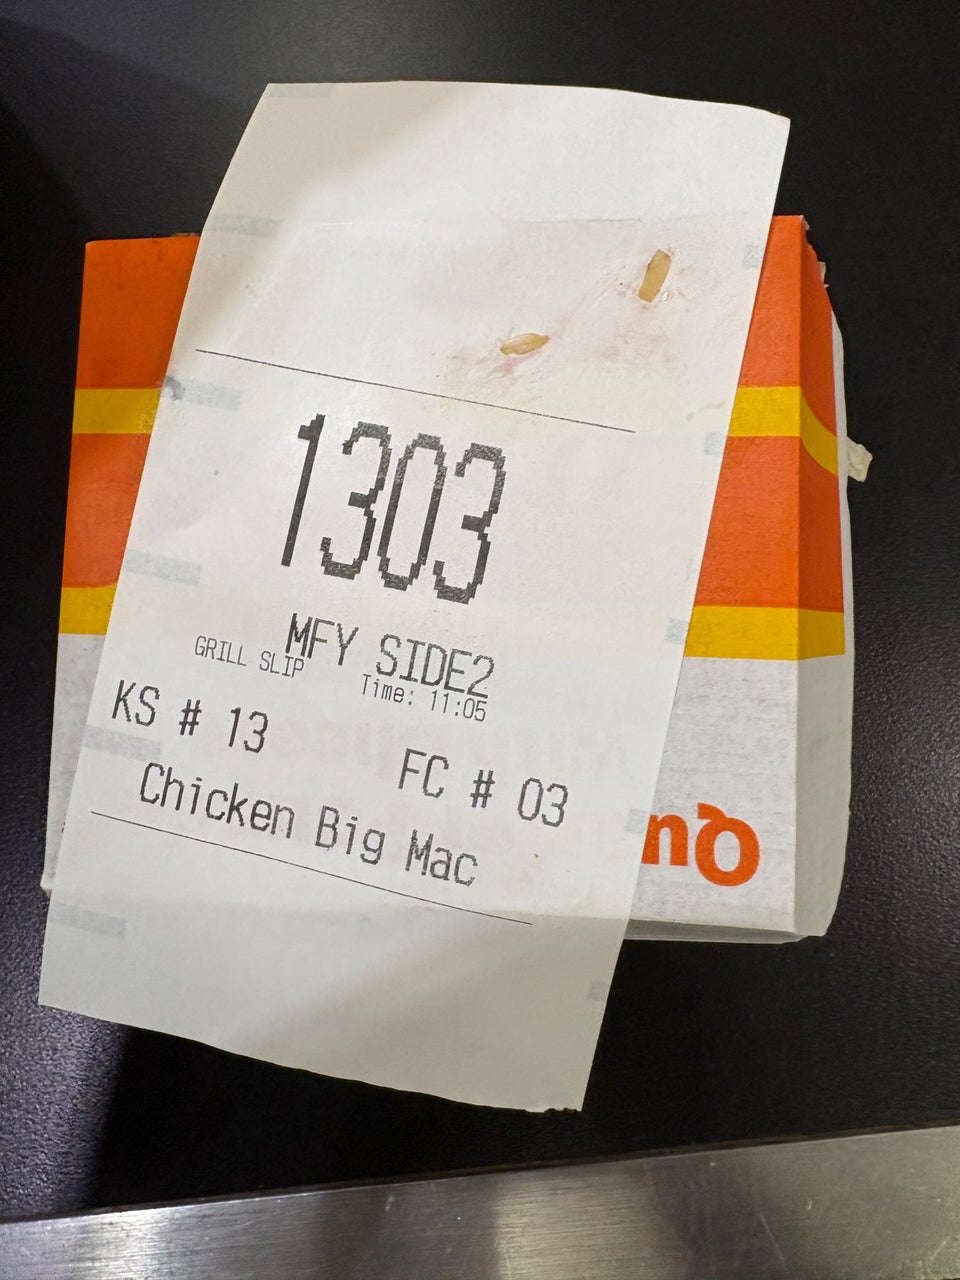 1303
MFY SIDE2
GRILL SLIP
Time: 11:05
KS # 13
FC # 03
Chicken Big Mac